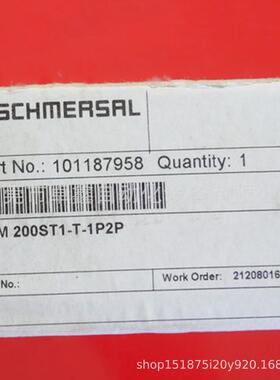 SCHMERSAL
rt No.: 101187958 Quantity: 1
M 200ST1-T-1P2P
No.:
Work Order: 21208016
shop151875i20y920.168